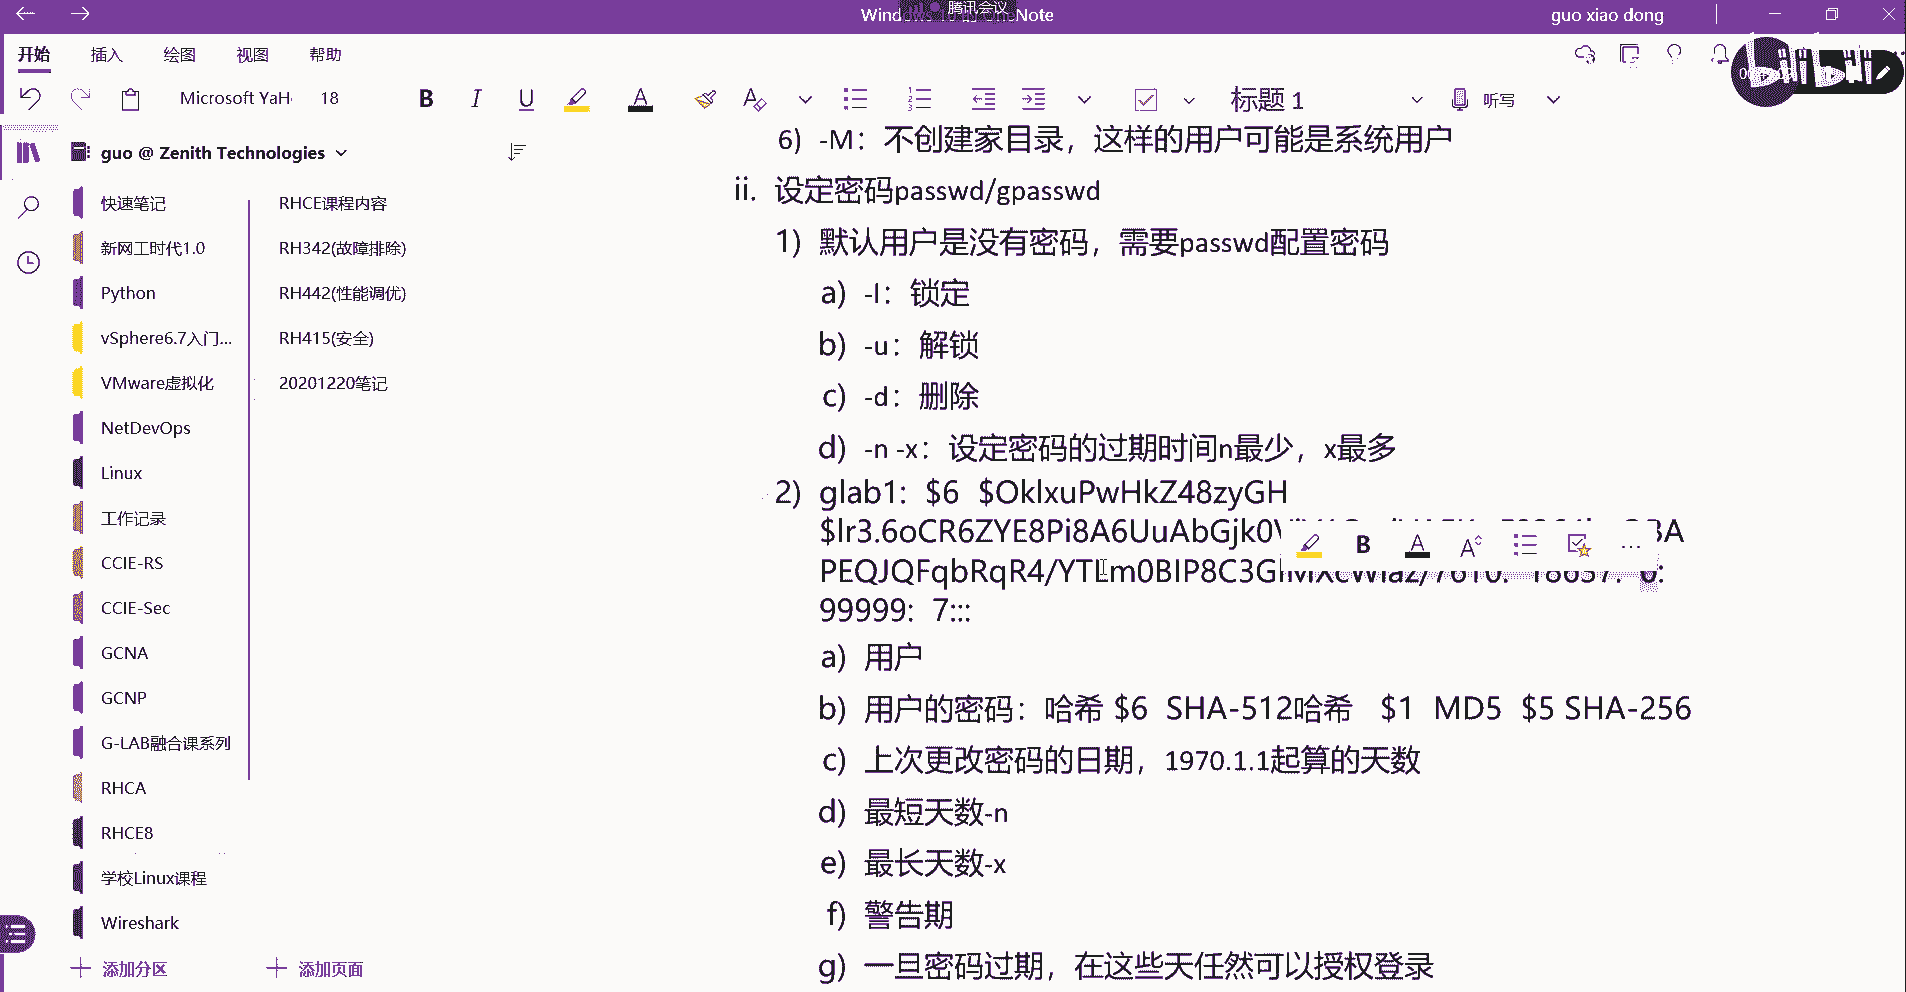 腾讯会议
guo xiao dong
开始 插入 绘图 视图 帮助
Microsoft YaH 18 B I U A 标题 1 听写
guo @ Zenith Technologies
快速笔记
新网工时代1.0
Python
vSphere6.7入门...
VMware虚拟化
NetDevOps
Linux
工作记录
CCIE-RS
CCIE-Sec
GCNA
GCNP
G-LAB融合课系列
RHCA
RHCE8
学校Linux课程
Wireshark
添加分区
RHCE课程内容
RH342(故障排除)
RH442(性能调优)
RH415(安全)
20201220笔记
添加页面
6) -M：不创建家目录，这样的用户可能是系统用户
ii. 设定密码passwd/gpasswd
1) 默认用户是没有密码，需要passwd配置密码
a) -l：锁定
b) -u：解锁
c) -d：删除
d) -n -x：设定密码的过期时间n最少，x最多
2) glab1: $6 $OklxuPwHkZ48zyGH
$lr3.6oCR6ZYE8Pi8A6UuAbGjk0
99999: 7:::
a) 用户
b) 用户的密码：哈希 $6 SHA-512哈希 $1 MD5 $5 SHA-256
c) 上次更改密码的日期，1970.1.1起算的天数
d) 最短天数-n
e) 最长天数-x
f) 警告期
g) 一旦密码过期，在这些天任然可以授权登录